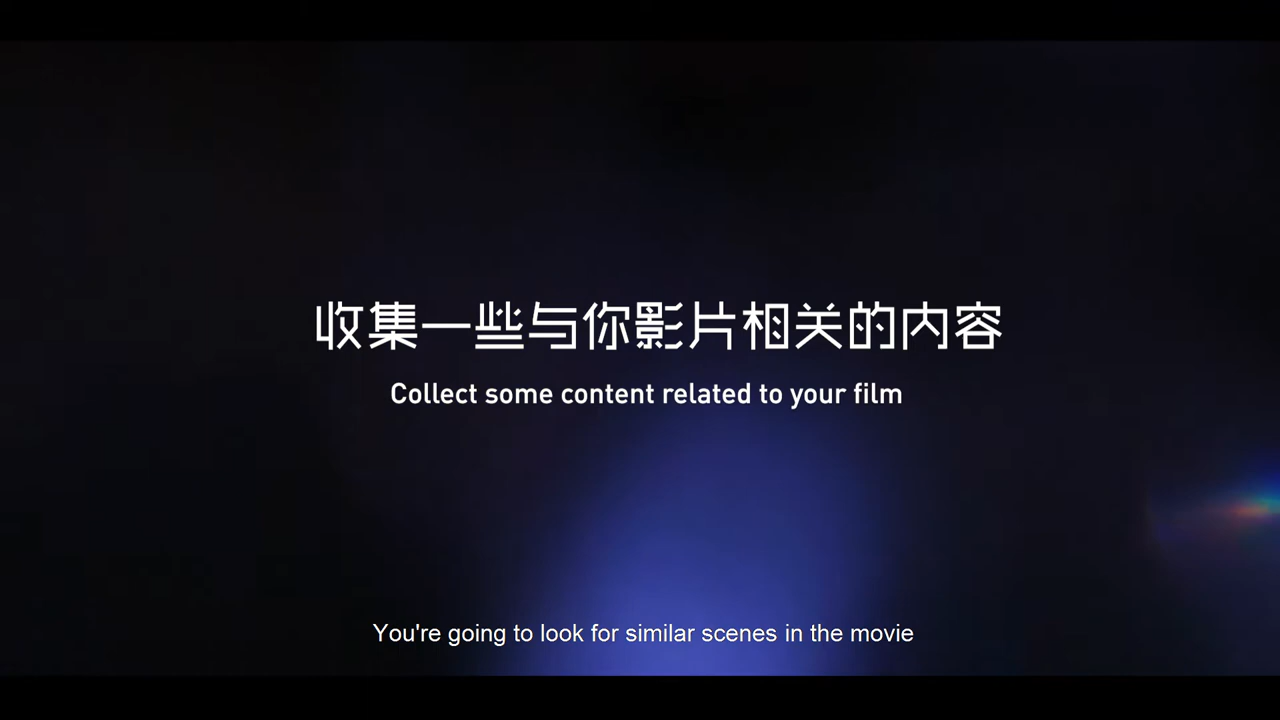 收集一些与你影片相关的内容
Collect some content related to your film
You're going to look for similar scenes in the movie